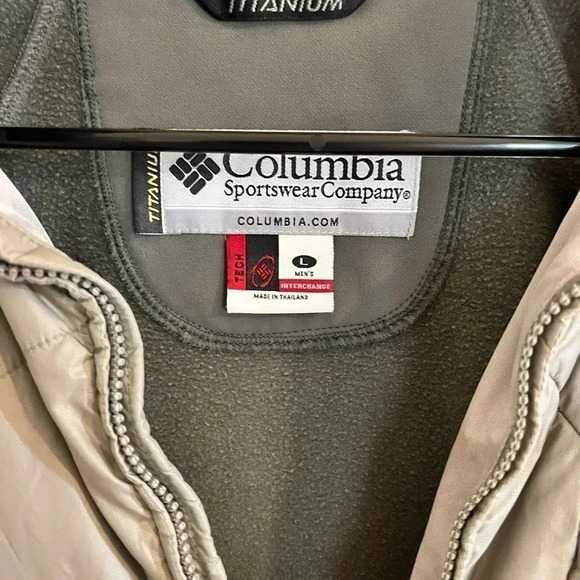 TITANIUM
TITANIUM
Columbia
Sportswear Company®
COLUMBIA.COM
TECH
L
MEN'S
INTERCHANGE
MADE IN THAILAND